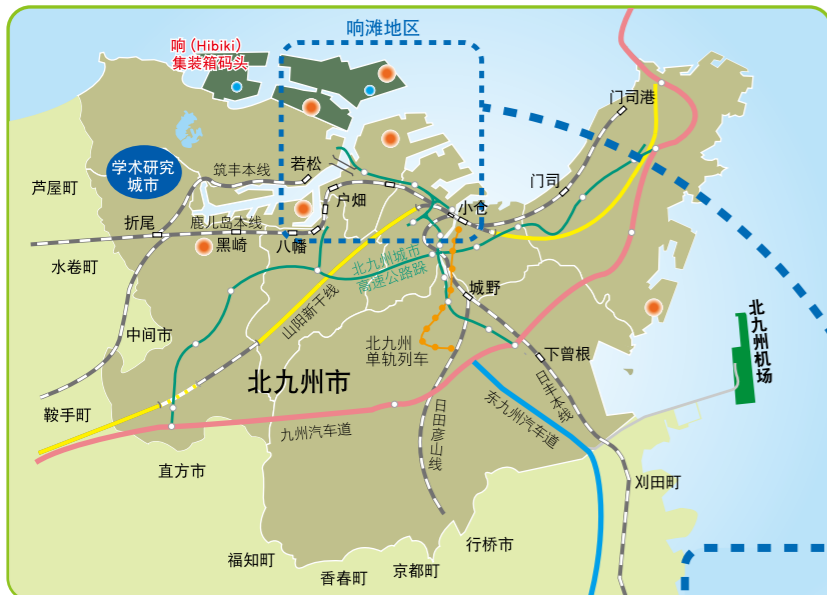 响滩地区
响（Hibiki）
集装箱码头
门司港
学术研究
城市
芦屋町
筑丰本线
若松
门司
户畑
小仓
折尾
鹿儿岛本线
黑崎
八幡
水卷町
北九州城市
高速公路跺
城野
山阳新干线
中间市
北九州
单轨列车
下曾根
北九州机场
北九州市
鞍手町
日丰本线
九州汽车道
日田彦山线
东九州汽车道
直方市
刈田町
行桥市
福知町
京都町
香春町